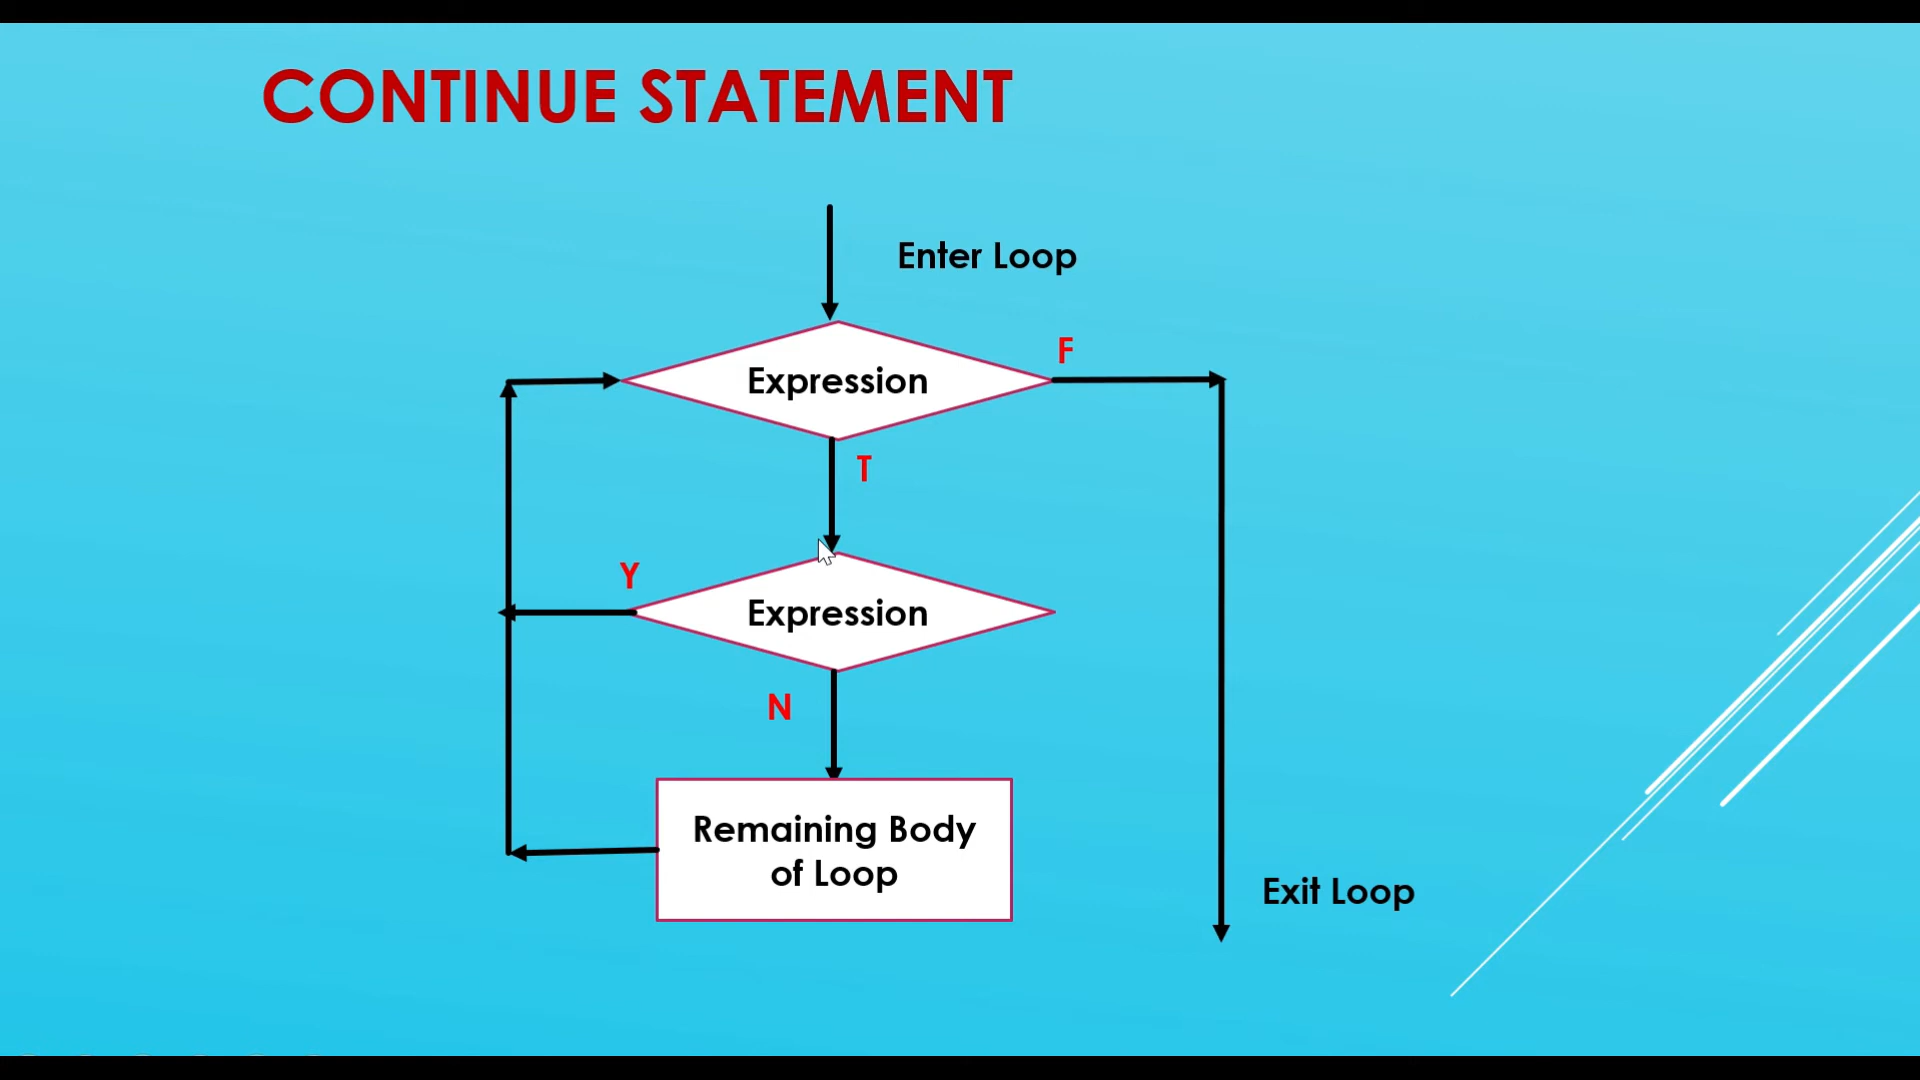 CONTINUE STATEMENT
Enter Loop
F
Expression
T
Y
Expression
N
Remaining Body
of Loop
Exit Loop